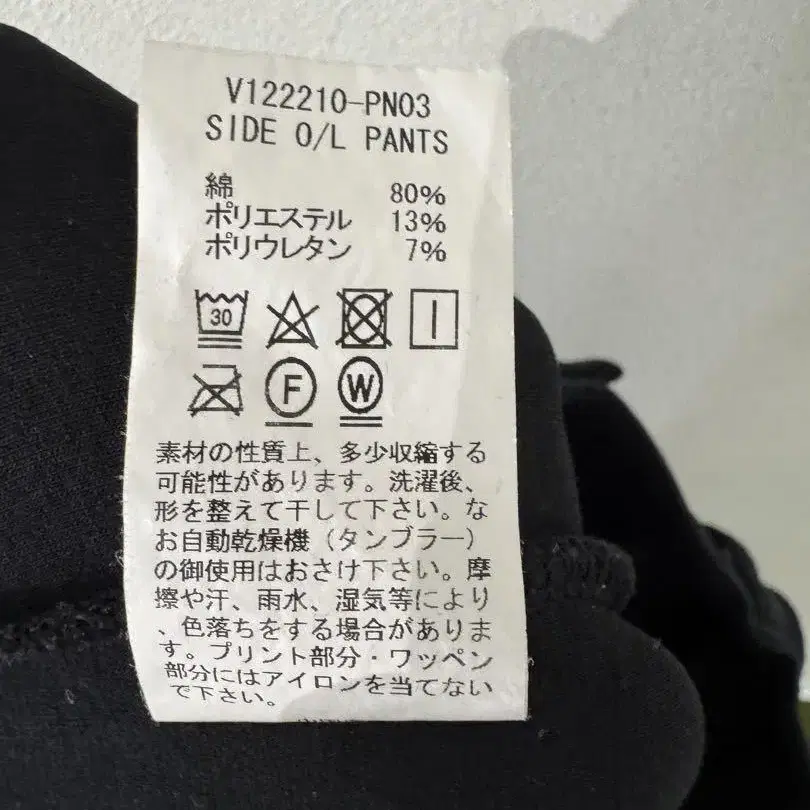 V122210-PN03
SIDE O/L PANTS
綿 80%
ポリエステル 13%
ポリウレタン 7%
30
F W
素材の性質上、多少収縮する
可能性があります。洗濯後、
形を整えて干して下さい。な
お自動乾燥機（タンブラー）
の御使用はおさけ下さい。摩
擦や汗、雨水、湿気等により
、色落ちをする場合がありま
す。プリント部分・ワッペン
部分にはアイロンを当てない
で下さい。